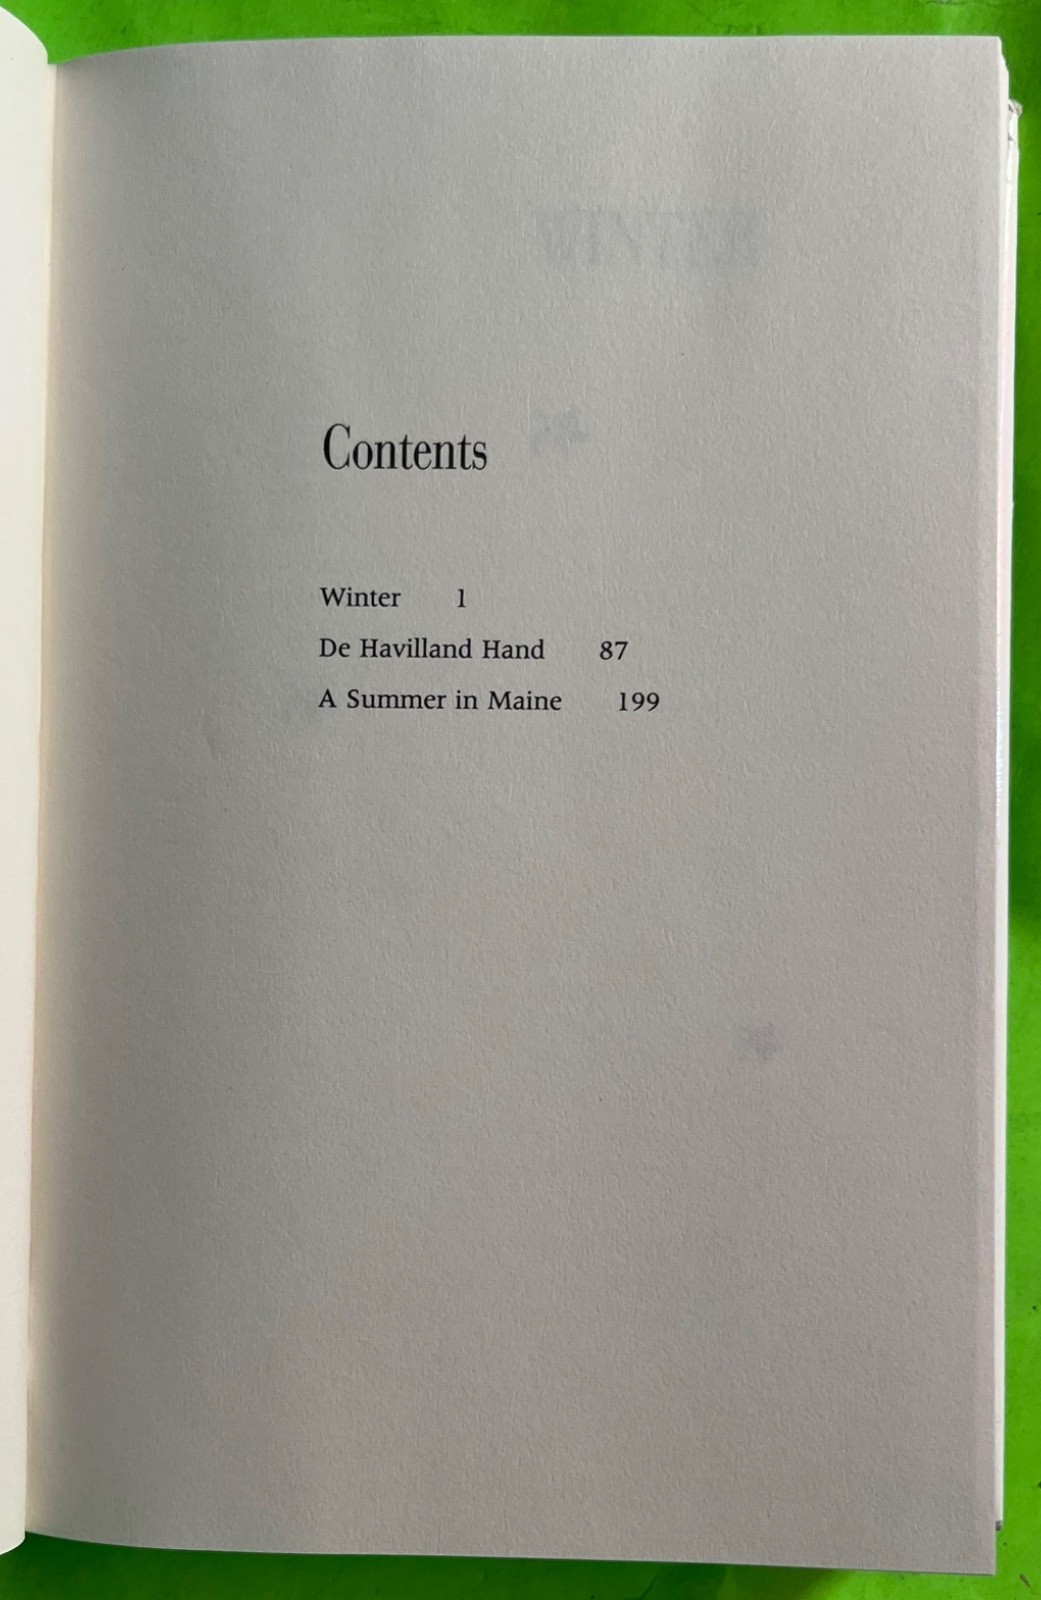 Contents
Winter 1
De Havilland Hand 87
A Summer in Maine 199